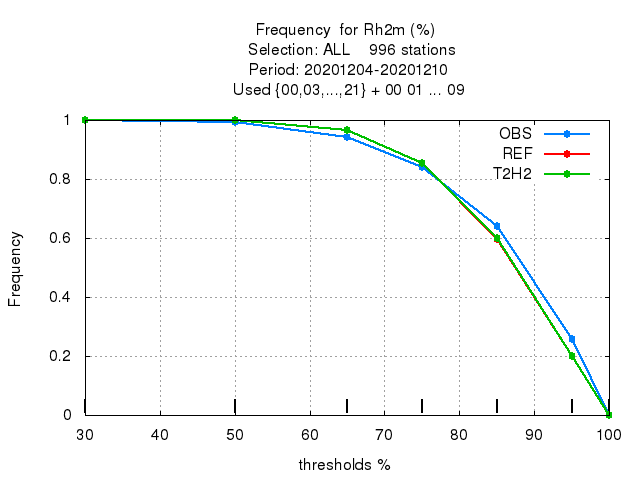 Frequency  for Rh2m (%)
Selection: ALL    996 stations
Period: 20201204-20201210
Used {00,03,...,21} + 00 01 ... 09
OBS
REF
T2H2
1
0.8
0.6
0.4
0.2
0
Frequency
30 40 50 60 70 80 90 100
thresholds %